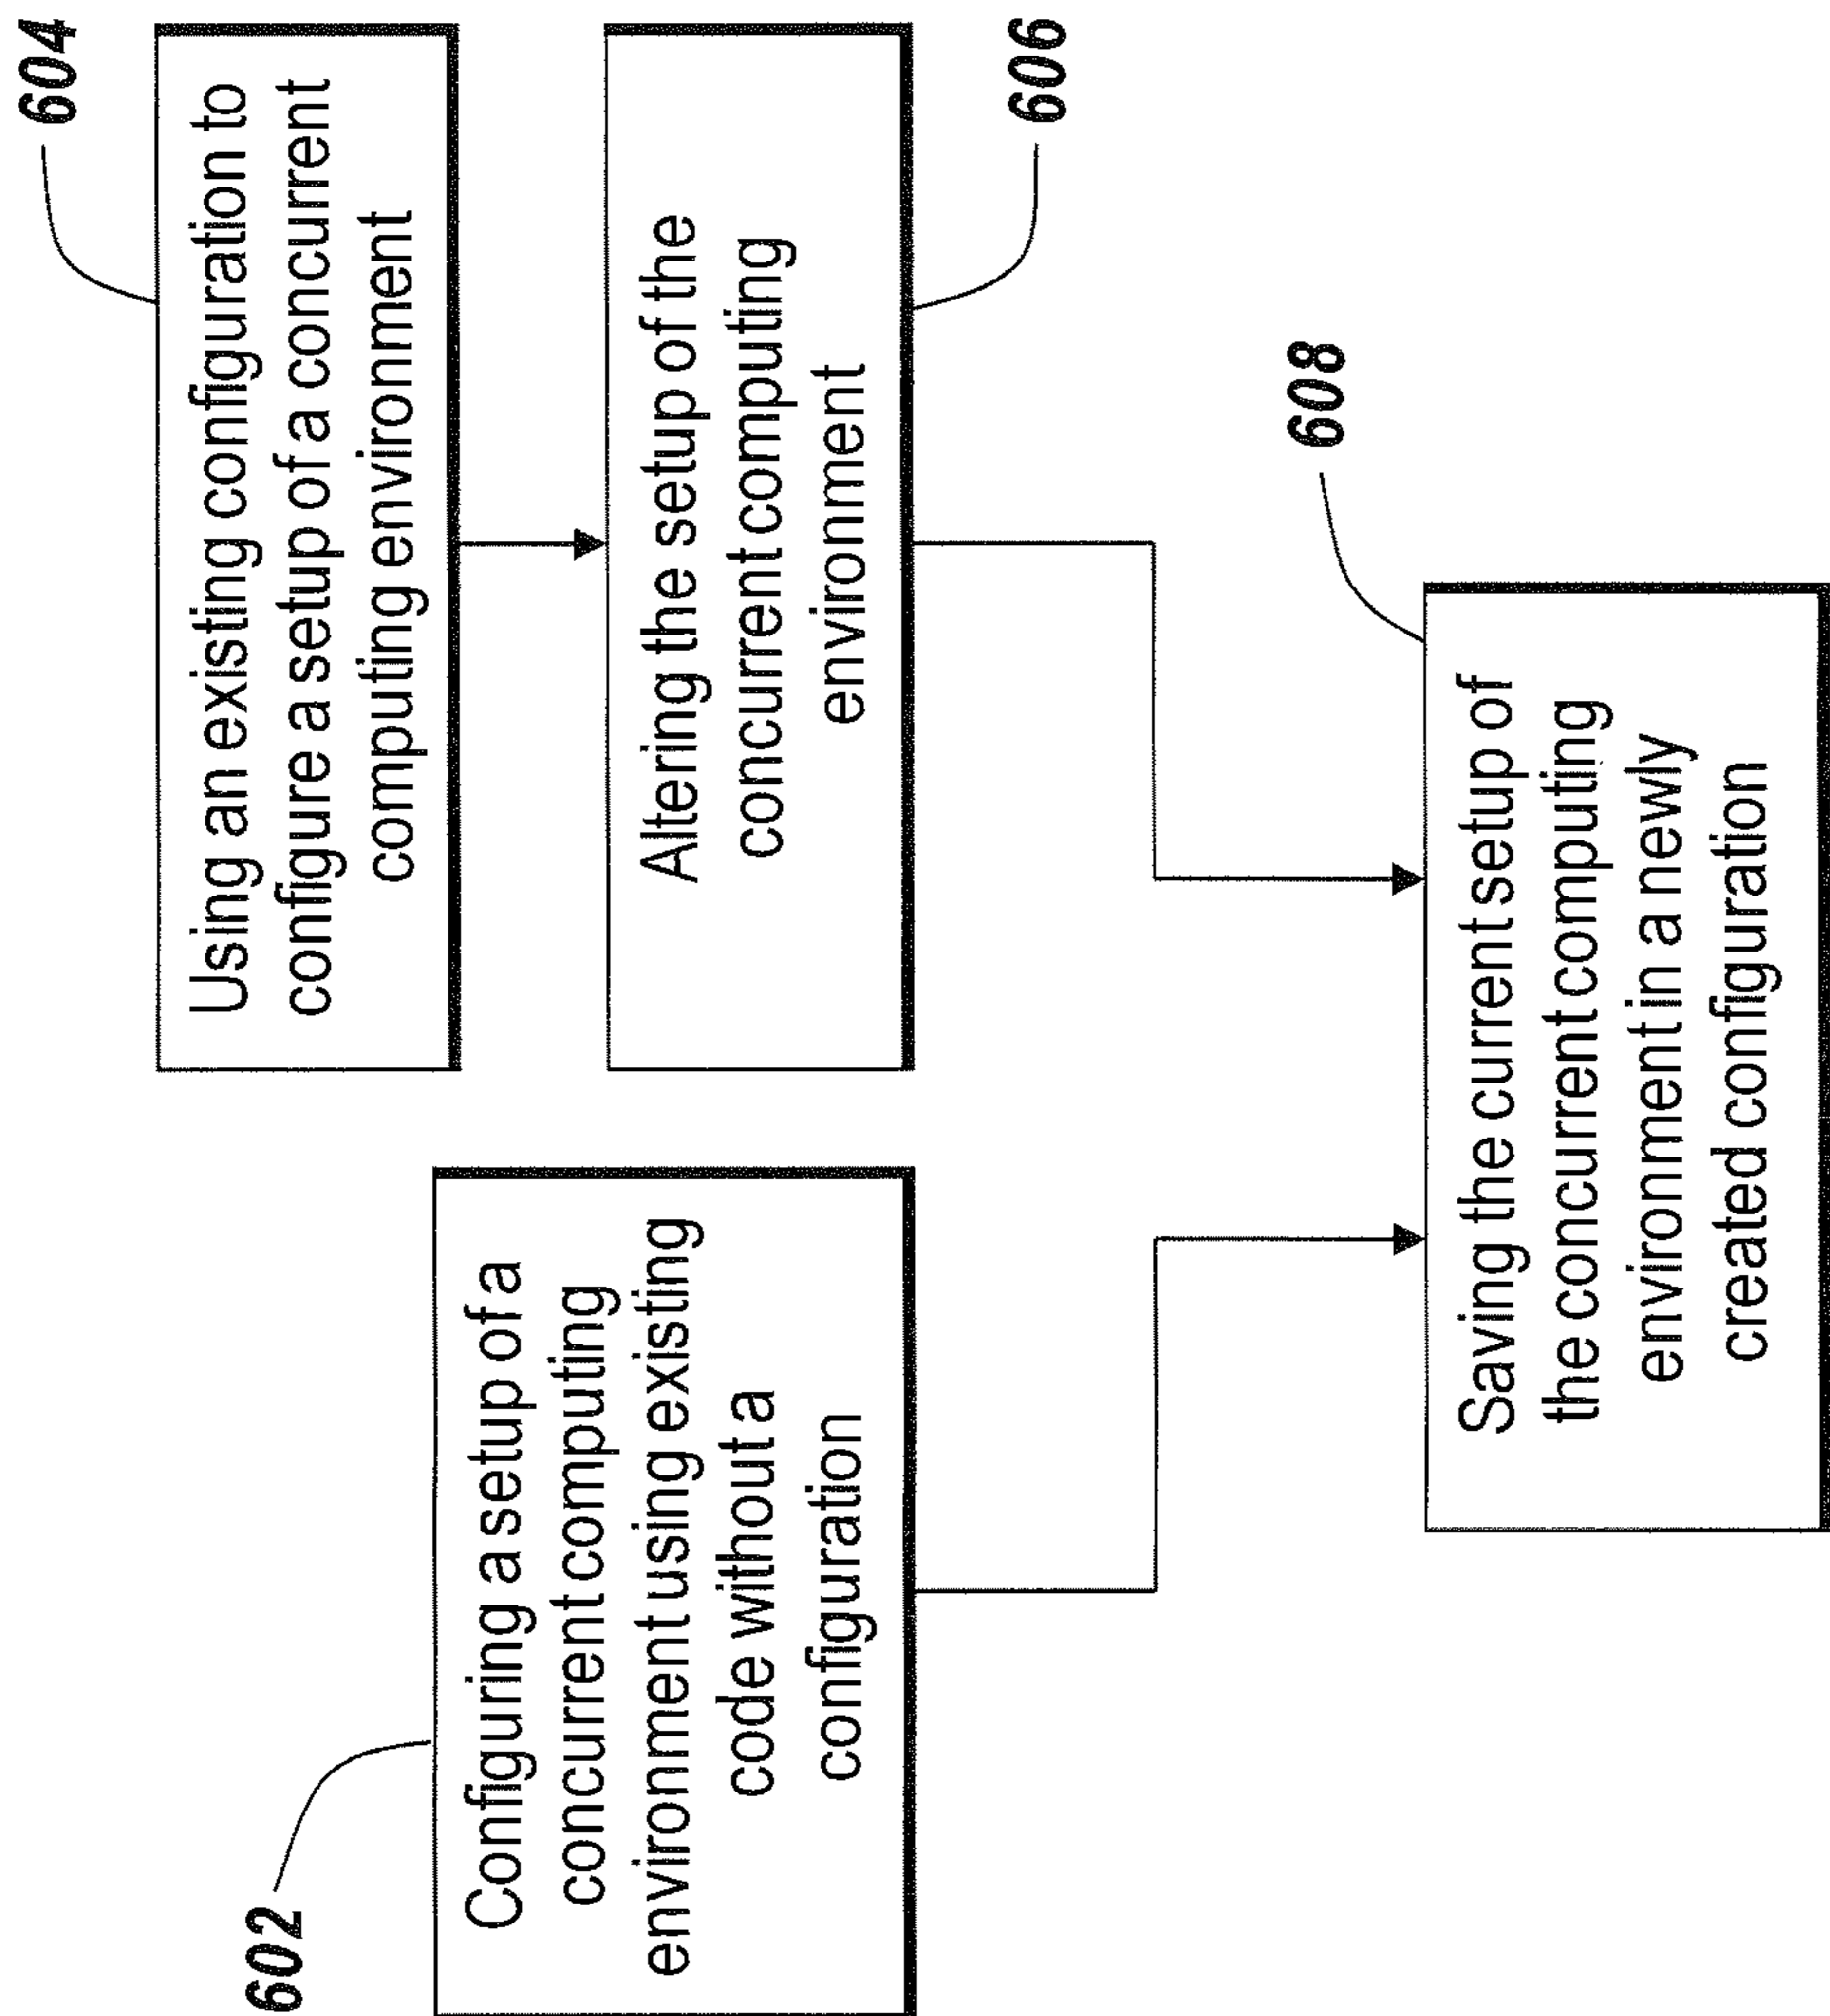 602
Configuring a setup of a
concurrent computing
environment using existing
code without a
configuration
604
Using an existing configuration to
configure a setup of a concurrent
computing environment
Altering the setup of the
concurrent computing
environment
606
608
Saving the current setup of
the concurrent computing
environment in a newly
created configuration